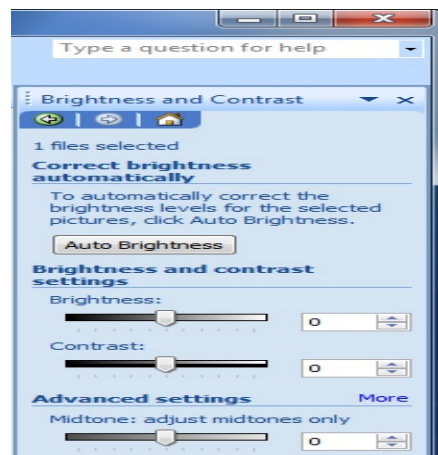 Type a question for help
Brightness and Contrast
1 files selected
Correct brightness
automatically
To automatically correct the
brightness levels for the selected
pictures, click Auto Brightness.
Auto Brightness
Brightness and contrast
settings
Brightness:
0
Contrast:
0
Advanced settings More
Midtone: adjust midtones only
0